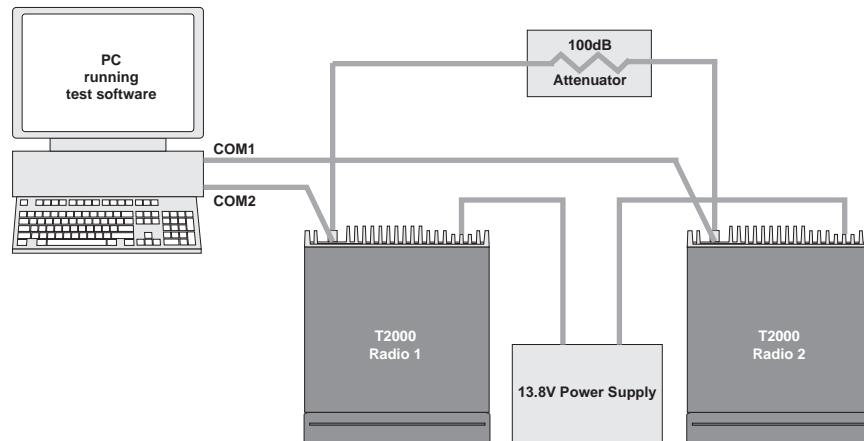 PC
running
test software
100dB
Attenuator
COM1
COM2
T2000
Radio 1
T2000
Radio 2
13.8V Power Supply